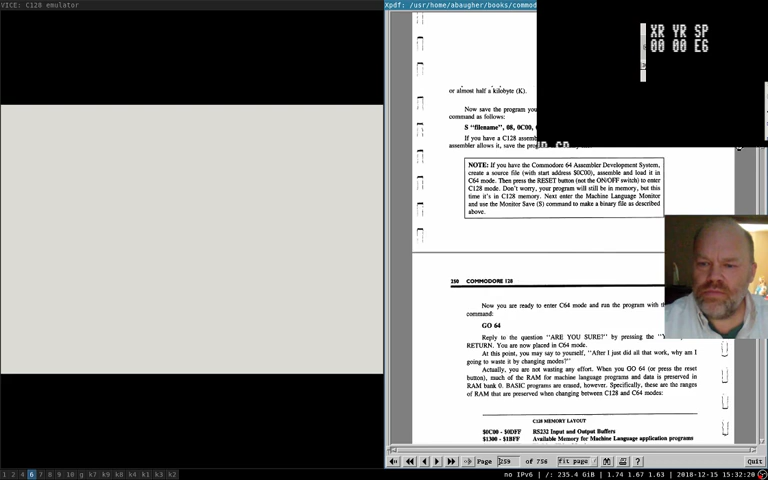 VICE: C128 emulator
Xpdf: /usr/home/abaugher/books/commod
XR YR SP
00 00 E6
or almost half a kilobyte (K).
Now save the program you
command as follows:
S "filename", 08, 0C00,
If you have a C128 assemb
assembler allows it, save the prog
NOTE: If you have the Commodore 64 Assembler Development System,
create a source file (with start address $0C00), assemble and load it in
C64 mode. Then press the RESET button (not the ON/OFF switch) to enter
C128 mode. Don't worry, your program will still be in memory, but this
time it's in C128 memory. Next enter the Machine Language Monitor
and use the Monitor Save (S) command to make a binary file as described
above.
250 COMMODORE 128
Now you are ready to enter C64 mode and run the program with th
command:
GO 64
Reply to the question "ARE YOU SURE?" by pressing the "Y
RETURN. You are now placed in C64 mode.
At this point, you may say to yourself, "After I just did all that work, why am I
going to waste it by changing modes?"
Actually, you are not wasting any effort. When you GO 64 (or press the reset
button), much of the RAM for machine language programs and data is preserved in
RAM bank 0. BASIC programs are erased, however. Specifically, these are the ranges
of RAM that are preserved when changing between C128 and C64 modes:
C128 MEMORY LAYOUT
$0C00 - $0DFF RS232 Input and Output Buffers
$1300 - $1BFF Available Memory for Machine Language application programs
Page 259 of 756 fit page Quit
1 2 4 6 7 8 9 10 g k7 k9 k8 k4 k1 k3 k2
no IPv6 | /: 235.4 GiB | 1.74 1.67 1.63 | 2018-12-15 15:32:20